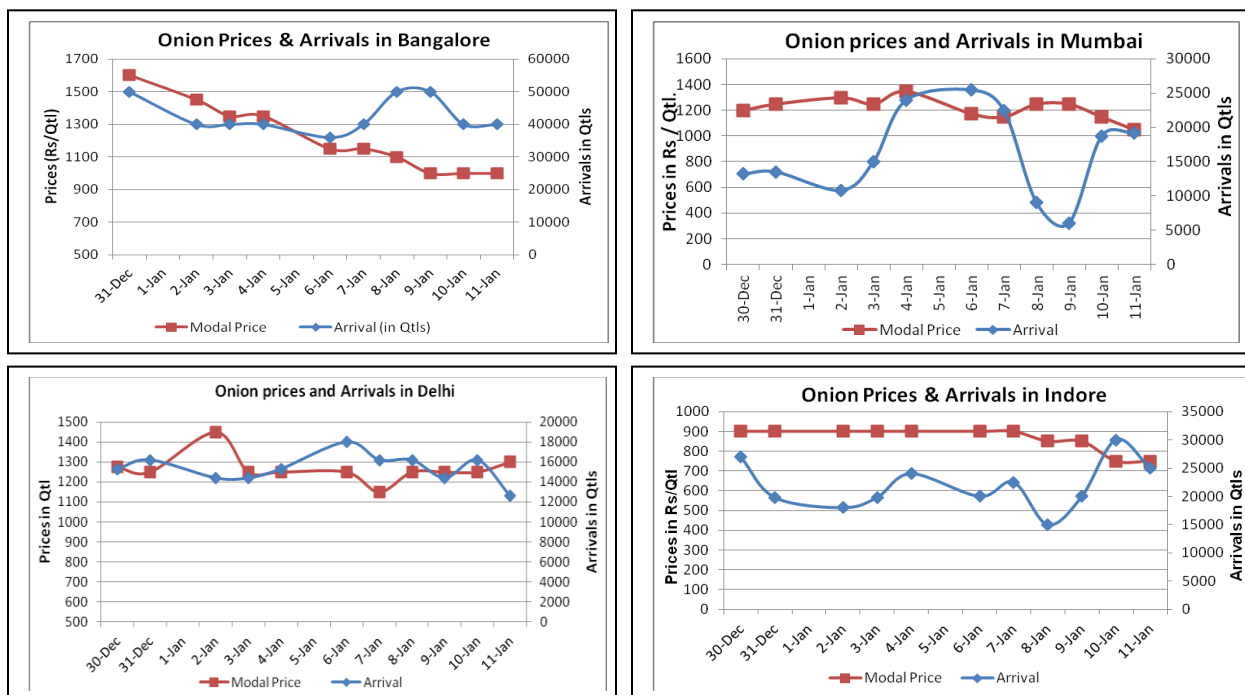 Onion Prices & Arrivals in Bangalore
1700
1500
1300
1100
900
700
500
60000
50000
40000
30000
20000
10000
0
Prices (Rs/Qtl)
Arrivals in Qtls
31-Dec
1-Jan
2-Jan
3-Jan
4-Jan
5-Jan
6-Jan
7-Jan
8-Jan
9-Jan
10-Jan
11-Jan
Modal Price
Arrival (in Qtls)
Onion prices and Arrivals in Mumbai
1600
1400
1200
1000
800
600
400
200
0
30000
25000
20000
15000
10000
5000
0
Prices in Rs / Qtl.
Arrivals in Qtls
30-Dec
31-Dec
1-Jan
2-Jan
3-Jan
4-Jan
5-Jan
6-Jan
7-Jan
8-Jan
9-Jan
10-Jan
11-Jan
Modal Price
Arrival
Onion prices and Arrivals in Delhi
1500
1400
1300
1200
1100
1000
900
800
700
600
500
20000
18000
16000
14000
12000
10000
8000
6000
4000
2000
0
Prices in Qtl
Arrivals in Qtls
30-Dec
31-Dec
1-Jan
2-Jan
3-Jan
4-Jan
5-Jan
6-Jan
7-Jan
8-Jan
9-Jan
10-Jan
11-Jan
Modal Price
Arrival
Onion Prices & Arrivals in Indore
1000
900
800
700
600
500
400
300
200
100
0
35000
30000
25000
20000
15000
10000
5000
0
Prices in Rs/Qtl
Arrivals in Qtls
30-Dec
31-Dec
1-Jan
2-Jan
3-Jan
4-Jan
5-Jan
6-Jan
7-Jan
8-Jan
9-Jan
10-Jan
11-Jan
Modal Price
Arrival